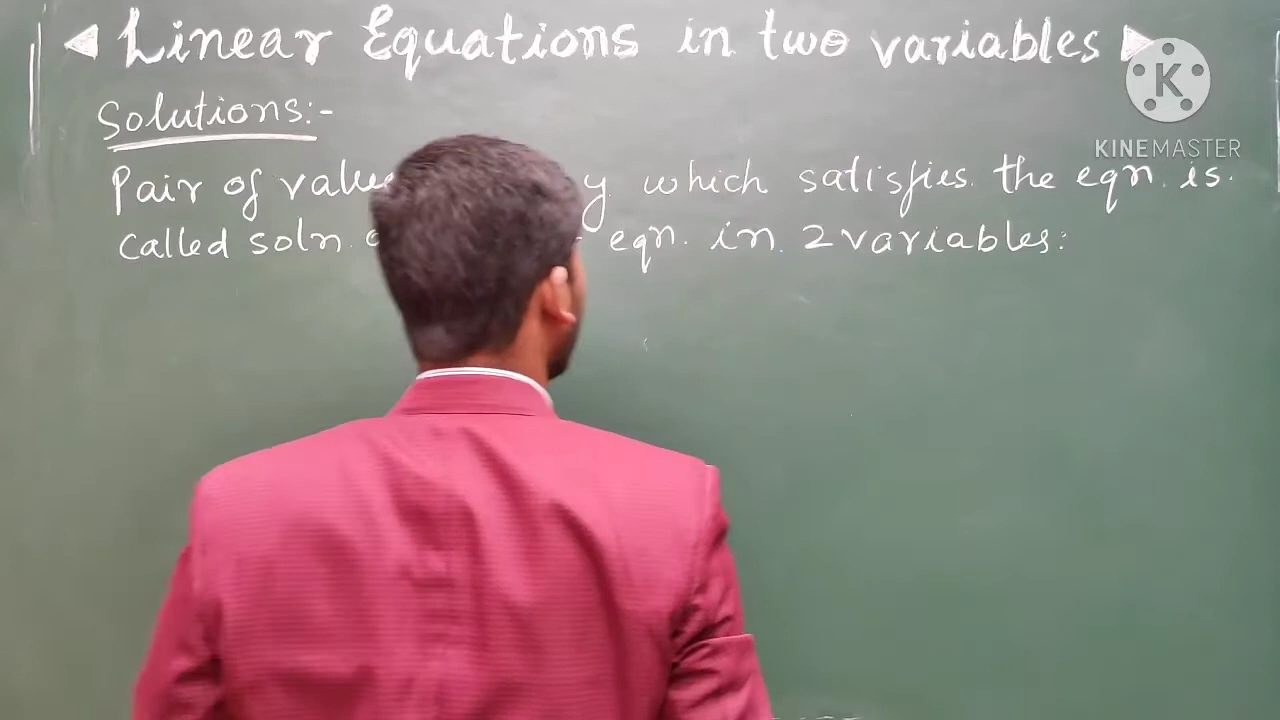 Linear Equations in two variables
K
KINEMASTER
Solutions:-
Pair of value y which satisfies the eqn. is.
called soln. eqn. in 2 variables: